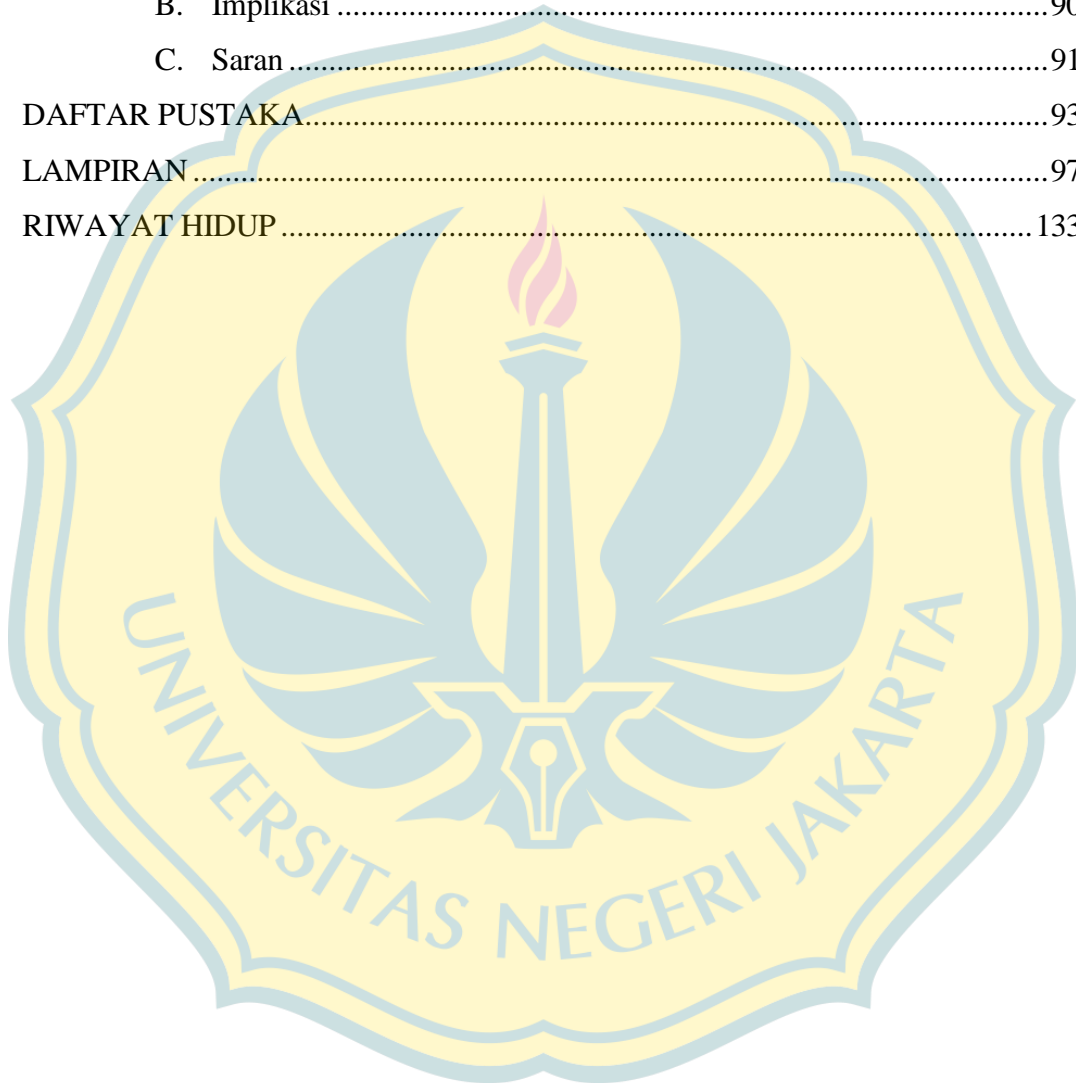 B. Implikasi ........................................................................................ 90
C. Saran ............................................................................................. 91
DAFTAR PUSTAKA ................................................................................ 93
LAMPIRAN .............................................................................................. 97
RIWAYAT HIDUP ................................................................................... 133
UNIVERSITAS NEGERI JAKARTA